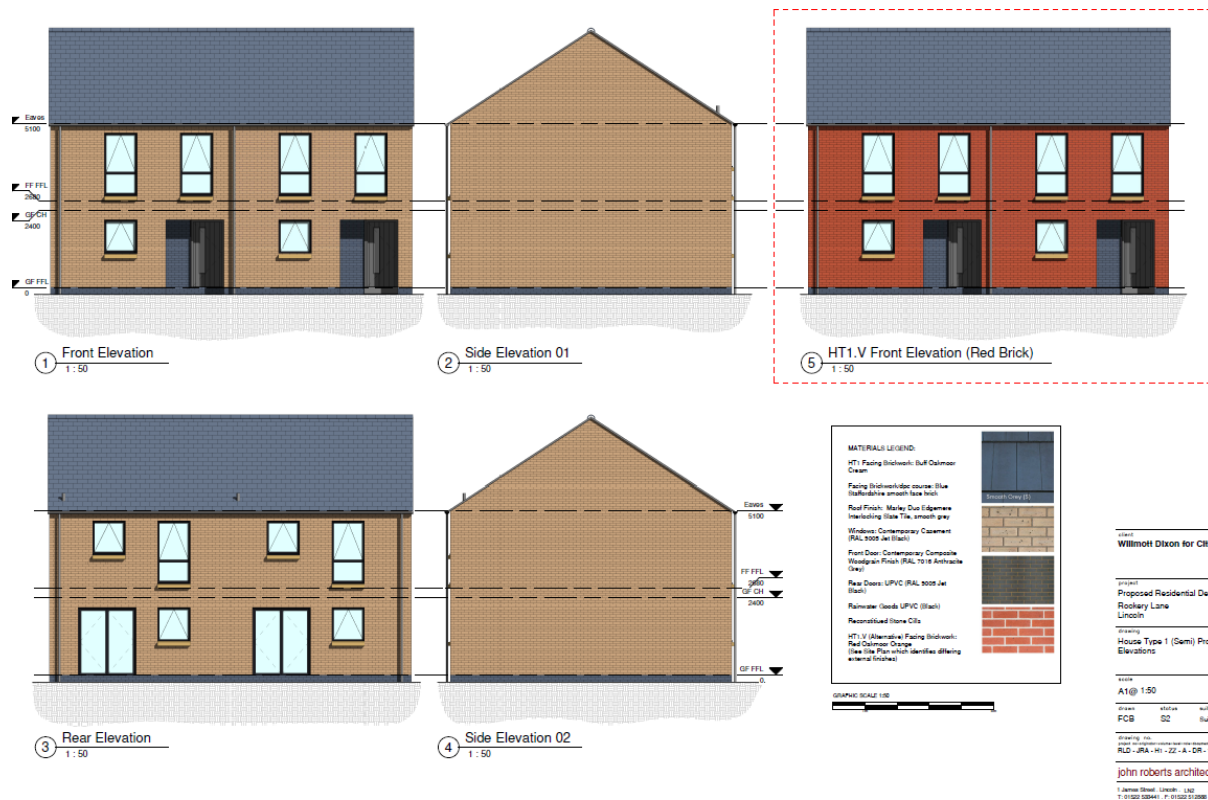 Eaves
5100
FF FFL
2680
GF CH
2400
GF FFL
0
1 Front Elevation
1 : 50
2 Side Elevation 01
1 : 50
5 HT1.V Front Elevation (Red Brick)
1 : 50
Eaves
5100
FF FFL
2680
GF CH
2400
GF FFL
0
3 Rear Elevation
1 : 50
4 Side Elevation 02
1 : 50
MATERIALS LEGEND:
HT1 Facing Brickwork: Buff Oakmoor
Cream
Facing Brickwork/dpc course: Blue
Staffordshire smooth face brick
Roof Finish: Marley Duo Edgemere
Interlocking Slate Tile, smooth grey
Windows: Contemporary Casement
(RAL 9005 Jet Black)
Front Door: Contemporary Composite
Woodgrain Finish (RAL 7016 Anthracite
Grey)
Rear Doors: UPVC (RAL 9005 Jet
Black)
Rainwater Goods UPVC (Black)
Reconstituted Stone Cills
HT1.V (Alternative) Facing Brickwork:
Red Oakmoor Orange
(See Site Plan which identifies differing
external finishes)
Smooth Grey (S)
GRAPHIC SCALE 1:50
client
Willmott Dixon for Cit
project
Proposed Residential De
Rookery Lane
Lincoln
drawing
House Type 1 (Semi) Pro
Elevations
scale
A1@ 1:50
drawn status
FCB S2
drawing no.
RLD - JRA - H1 - ZZ - A - DR -
john roberts architec
1 James Street . Lincoln . LN2